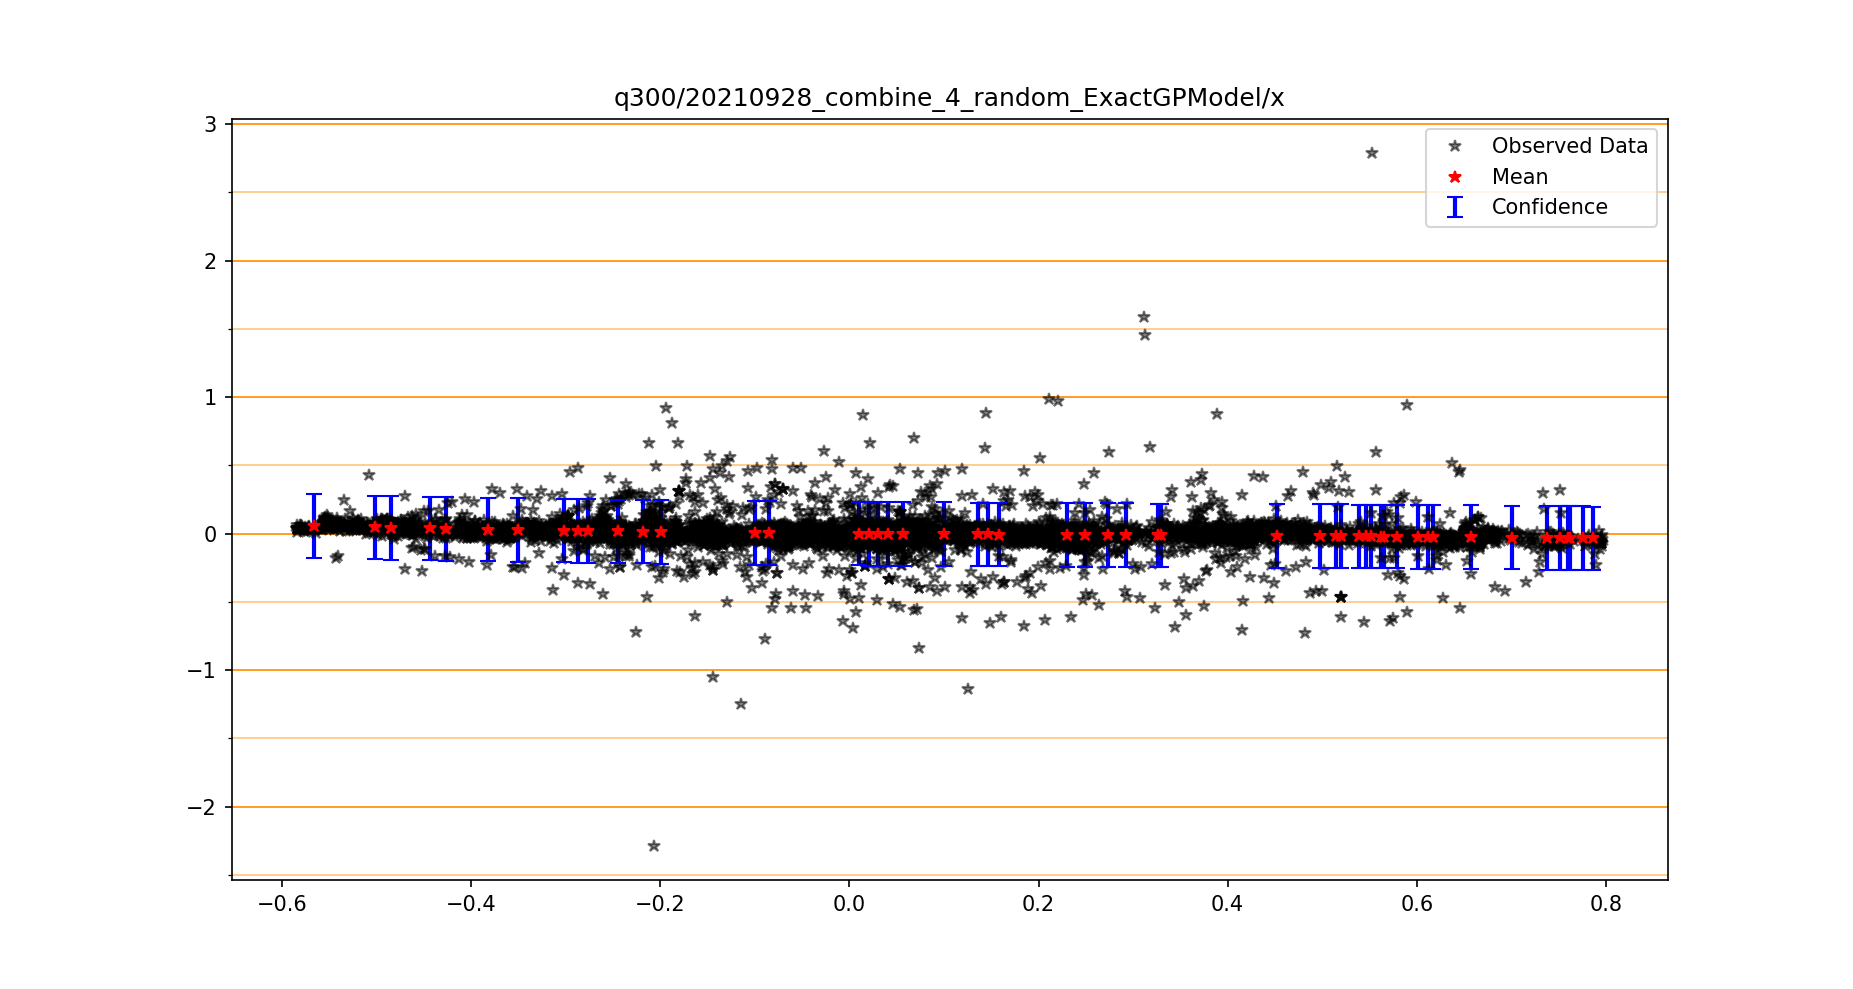 q300/20210928_combine_4_random_ExactGPModel/x
Observed Data
Mean
Confidence
3
2
1
0
−1
−2
−0.6 −0.4 −0.2 0.0 0.2 0.4 0.6 0.8